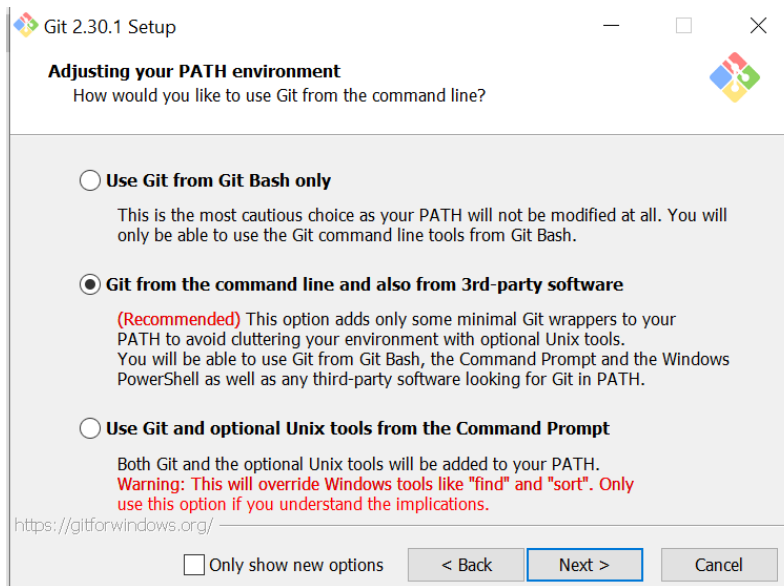 Git 2.30.1 Setup
Adjusting your PATH environment
How would you like to use Git from the command line?
Use Git from Git Bash only
This is the most cautious choice as your PATH will not be modified at all. You will
only be able to use the Git command line tools from Git Bash.
Git from the command line and also from 3rd-party software
(Recommended) This option adds only some minimal Git wrappers to your
PATH to avoid cluttering your environment with optional Unix tools.
You will be able to use Git from Git Bash, the Command Prompt and the Windows
PowerShell as well as any third-party software looking for Git in PATH.
Use Git and optional Unix tools from the Command Prompt
Both Git and the optional Unix tools will be added to your PATH.
Warning: This will override Windows tools like "find" and "sort". Only
use this option if you understand the implications.
https://gitforwindows.org/
Only show new options < Back Next > Cancel